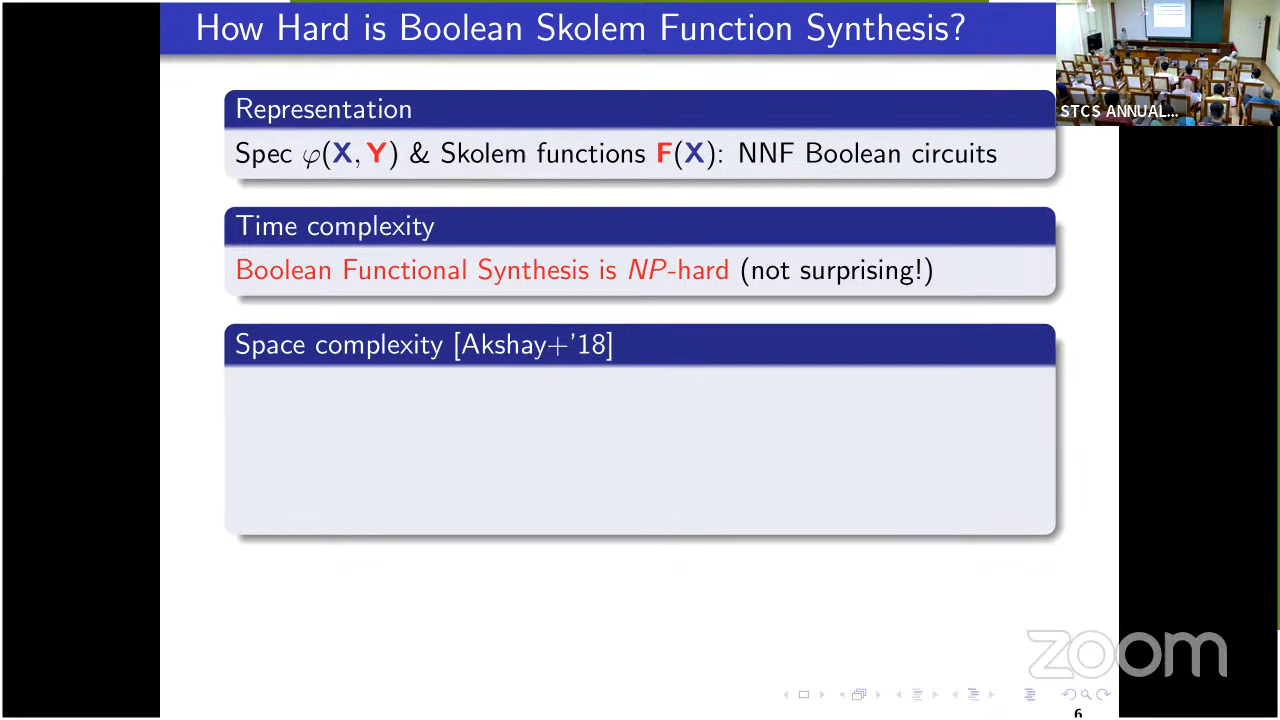 How Hard is Boolean Skolem Function Synthesis?
STCS ANNUAL...
Representation
Spec φ(X, Y) & Skolem functions F(X): NNF Boolean circuits
Time complexity
Boolean Functional Synthesis is NP-hard (not surprising!)
Space complexity [Akshay+'18]
zoom
6